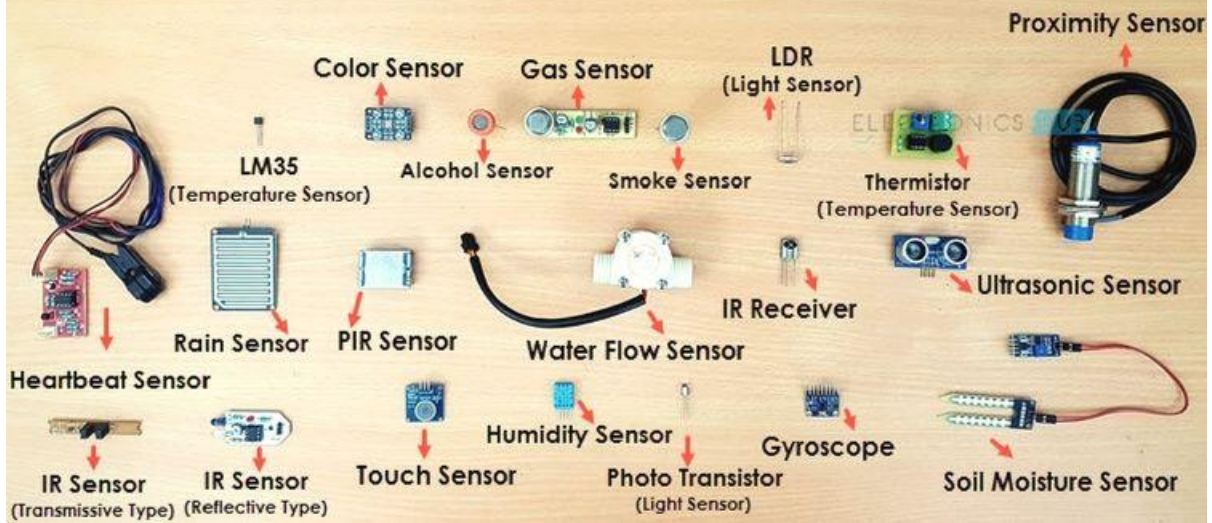 Proximity Sensor
Color Sensor
Gas Sensor
LDR
(Light Sensor)
LM35
(Temperature Sensor)
Alcohol Sensor
Smoke Sensor
Thermistor
(Temperature Sensor)
Rain Sensor
PIR Sensor
Water Flow Sensor
IR Receiver
Ultrasonic Sensor
Heartbeat Sensor
IR Sensor
(Transmissive Type)
IR Sensor
(Reflective Type)
Touch Sensor
Humidity Sensor
Photo Transistor
(Light Sensor)
Gyroscope
Soil Moisture Sensor